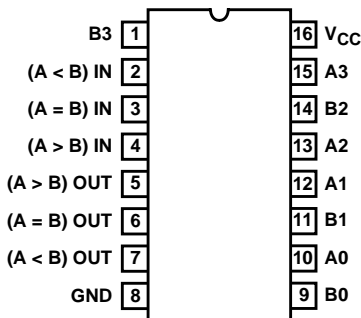 B3 1 16 VCC
(A < B) IN 2 15 A3
(A = B) IN 3 14 B2
(A > B) IN 4 13 A2
(A > B) OUT 5 12 A1
(A = B) OUT 6 11 B1
(A < B) OUT 7 10 A0
GND 8 9 B0